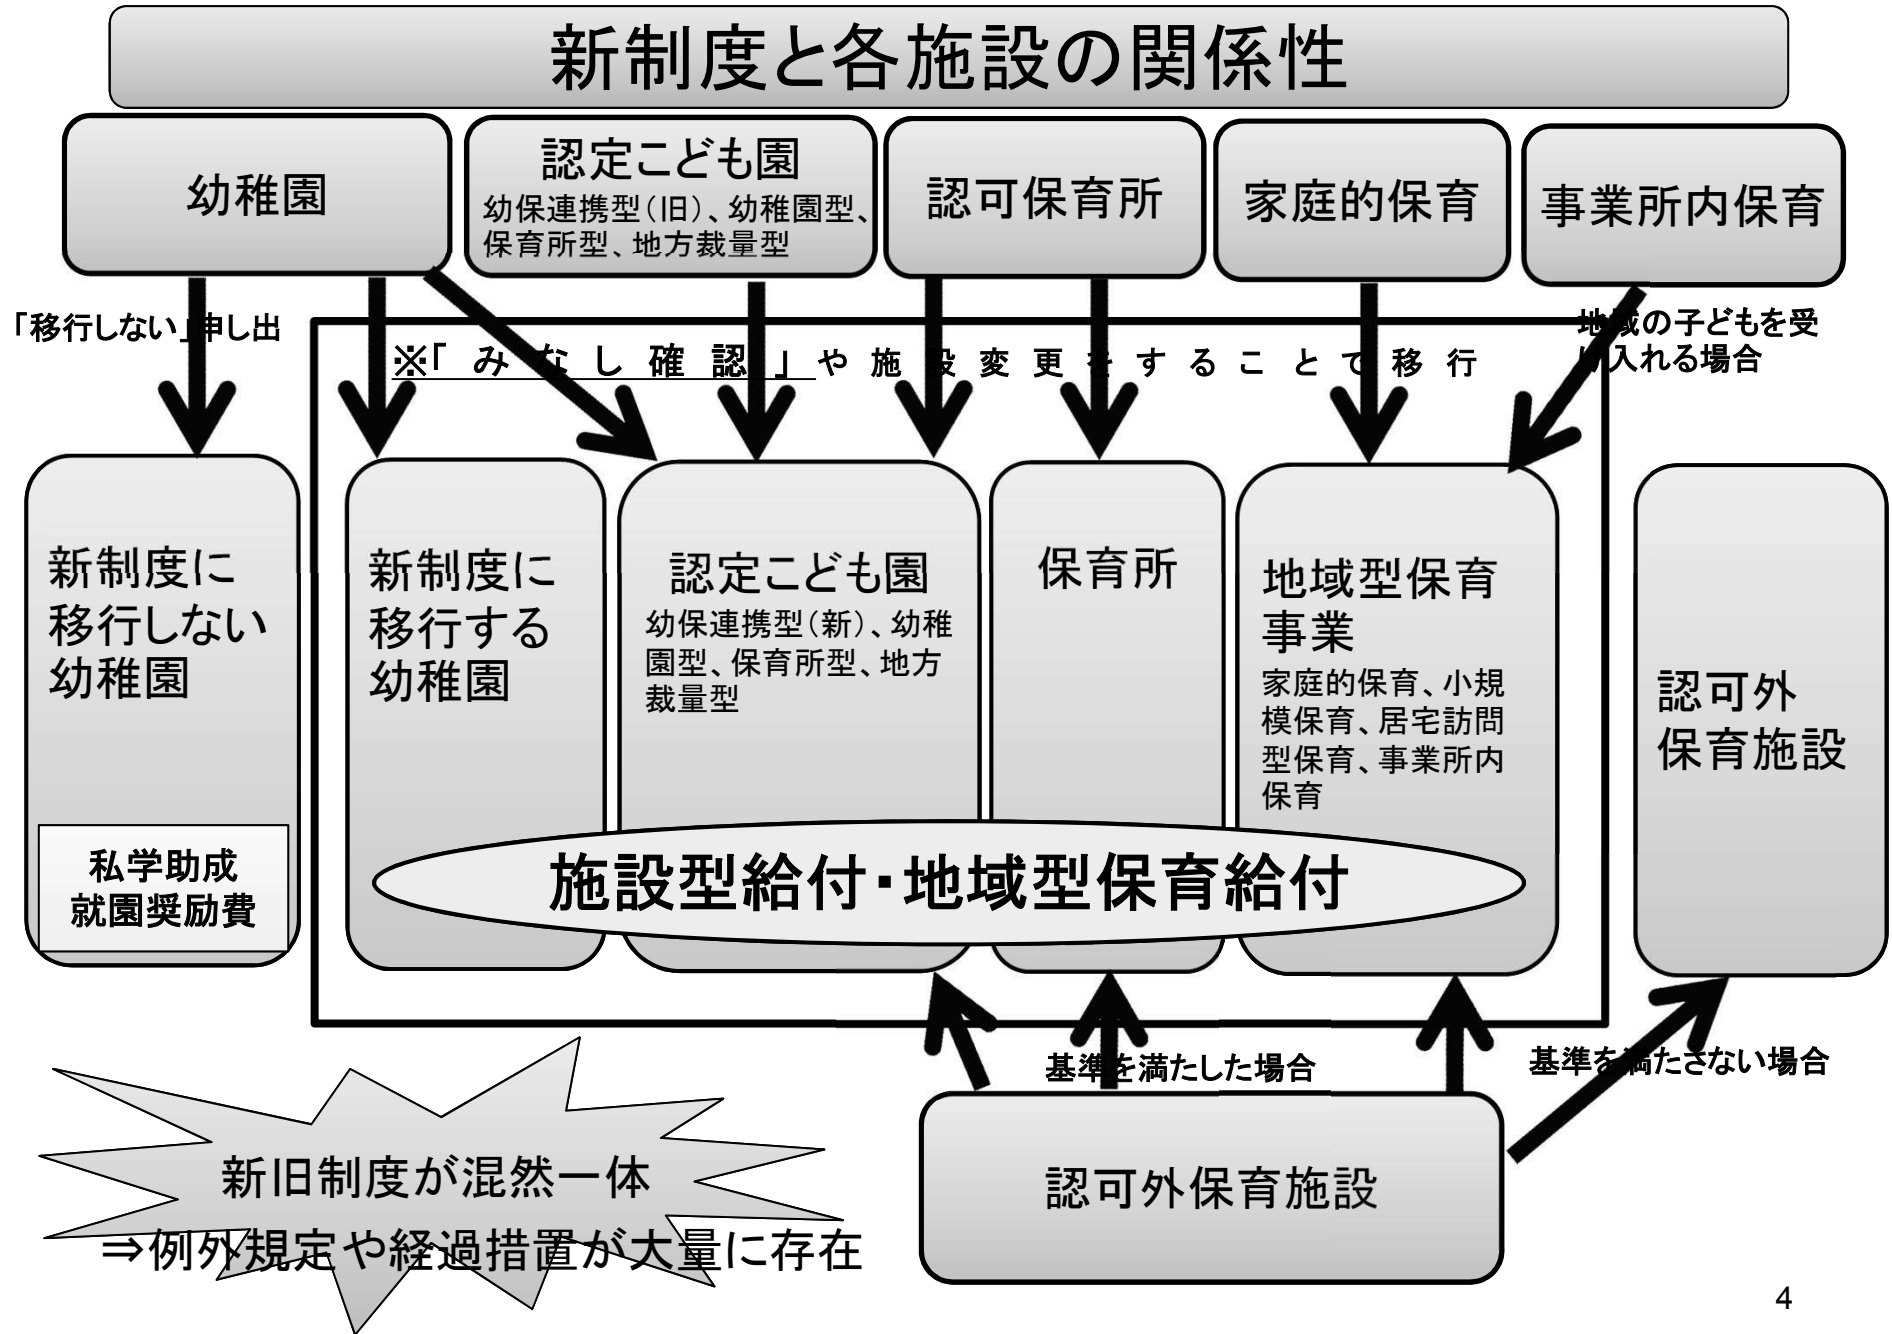 新制度と各施設の関係性
幼稚園
認定こども園
幼保連携型(旧)、幼稚園型、
保育所型、地方裁量型
認可保育所
家庭的保育
事業所内保育
「移行しない」申し出
地域の子どもを受
け入れる場合
※「みなし確認」や施設変更をすることで移行
新制度に
移行しない
幼稚園
私学助成
就園奨励費
新制度に
移行する
幼稚園
認定こども園
幼保連携型(新)、幼稚
園型、保育所型、地方
裁量型
保育所
地域型保育
事業
家庭的保育、小規
模保育、居宅訪問
型保育、事業所内
保育
認可外
保育施設
施設型給付・地域型保育給付
基準を満たした場合
基準を満たさない場合
認可外保育施設
新旧制度が混然一体
⇒例外規定や経過措置が大量に存在
4